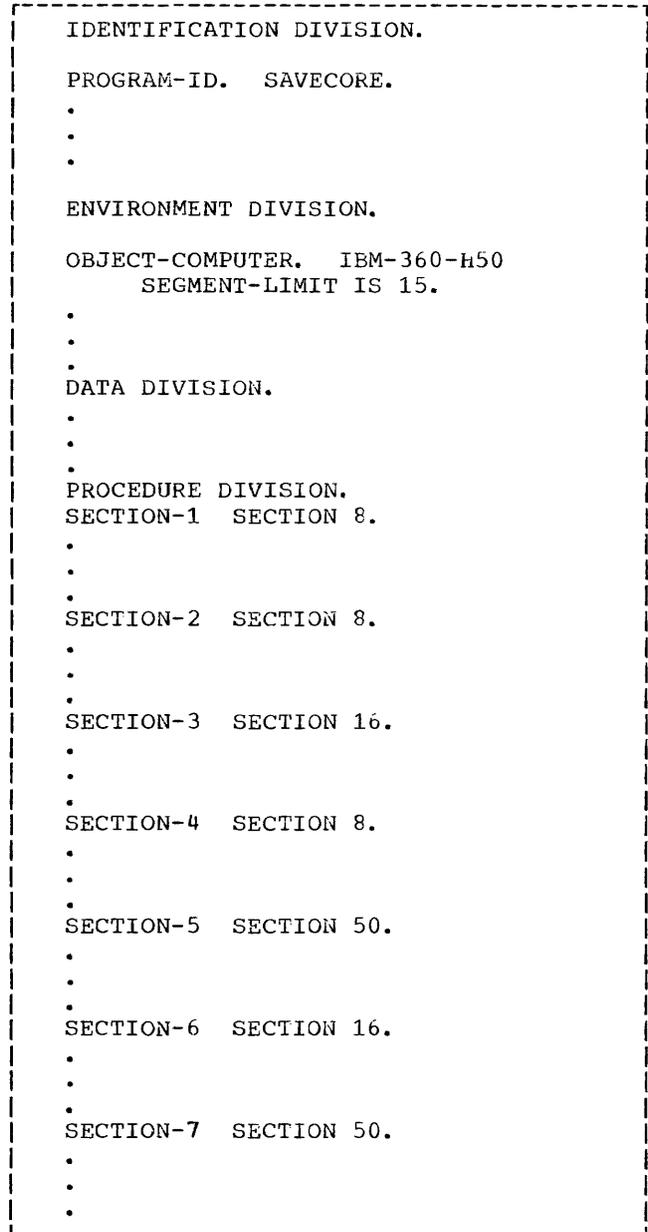 IDENTIFICATION DIVISION.
PROGRAM-ID. SAVECORE.
.
.
.
ENVIRONMENT DIVISION.
OBJECT-COMPUTER. IBM-360-H50
SEGMENT-LIMIT IS 15.
.
.
.
DATA DIVISION.
.
.
.
PROCEDURE DIVISION.
SECTION-1 SECTION 8.
.
.
.
SECTION-2 SECTION 8.
.
.
.
SECTION-3 SECTION 16.
.
.
.
SECTION-4 SECTION 8.
.
.
.
SECTION-5 SECTION 50.
.
.
.
SECTION-6 SECTION 16.
.
.
.
SECTION-7 SECTION 50.
.
.
.